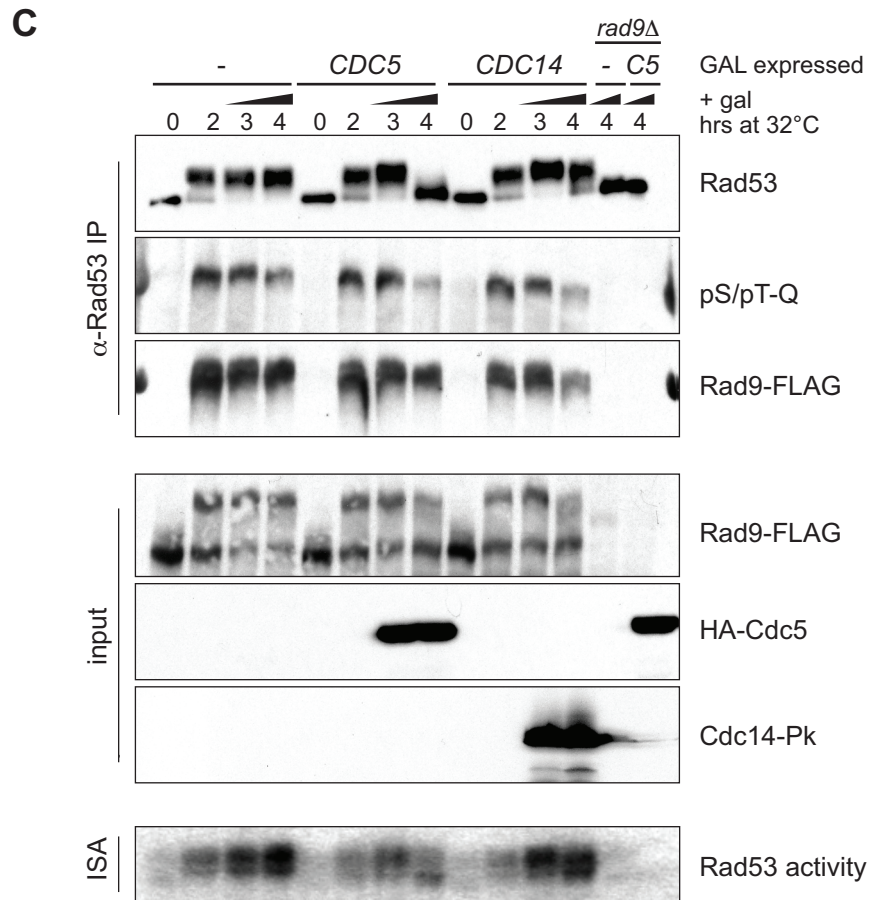 C
rad9Δ
- CDC5 CDC14 - C5 GAL expressed
+ gal
0 2 3 4 0 2 3 4 0 2 3 4 4 4 hrs at 32°C
α-Rad53 IP
Rad53
pS/pT-Q
Rad9-FLAG
input
Rad9-FLAG
HA-Cdc5
Cdc14-Pk
ISA
Rad53 activity